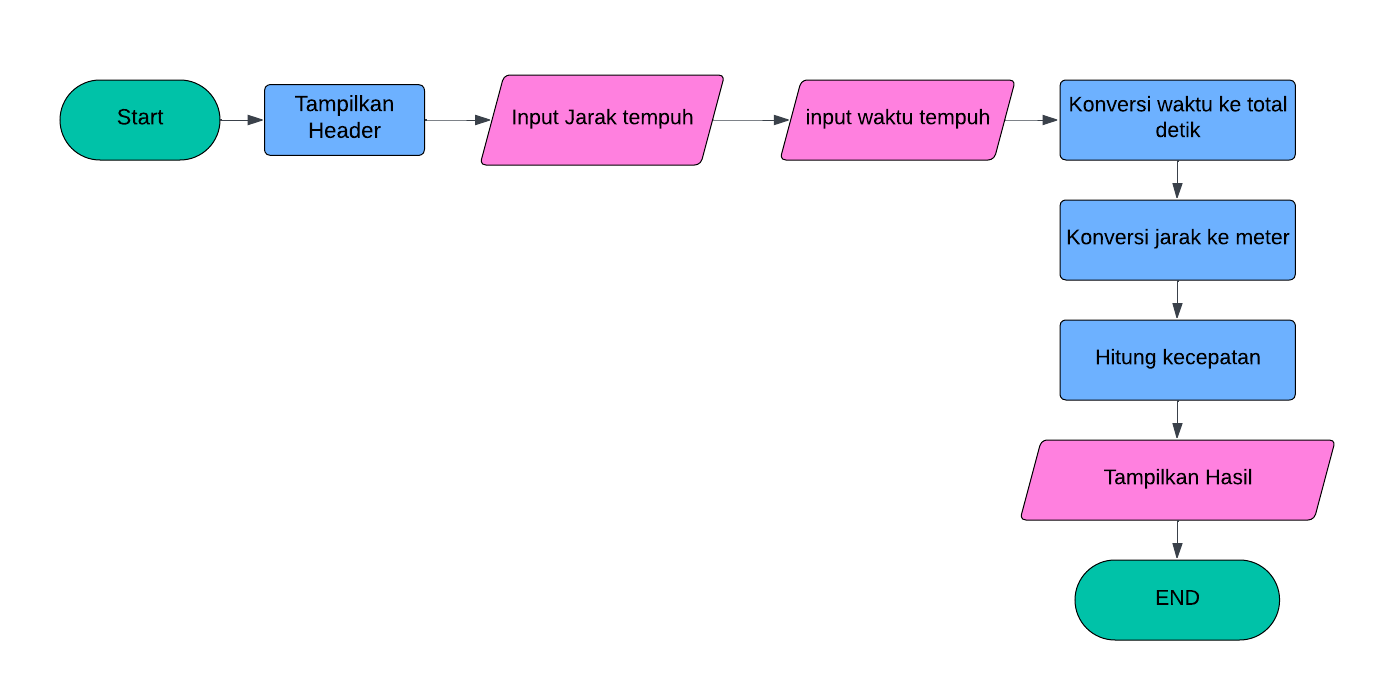 Start
Tampilkan
Header
Input Jarak tempuh
input waktu tempuh
Konversi waktu ke total
detik
Konversi jarak ke meter
Hitung kecepatan
Tampilkan Hasil
END